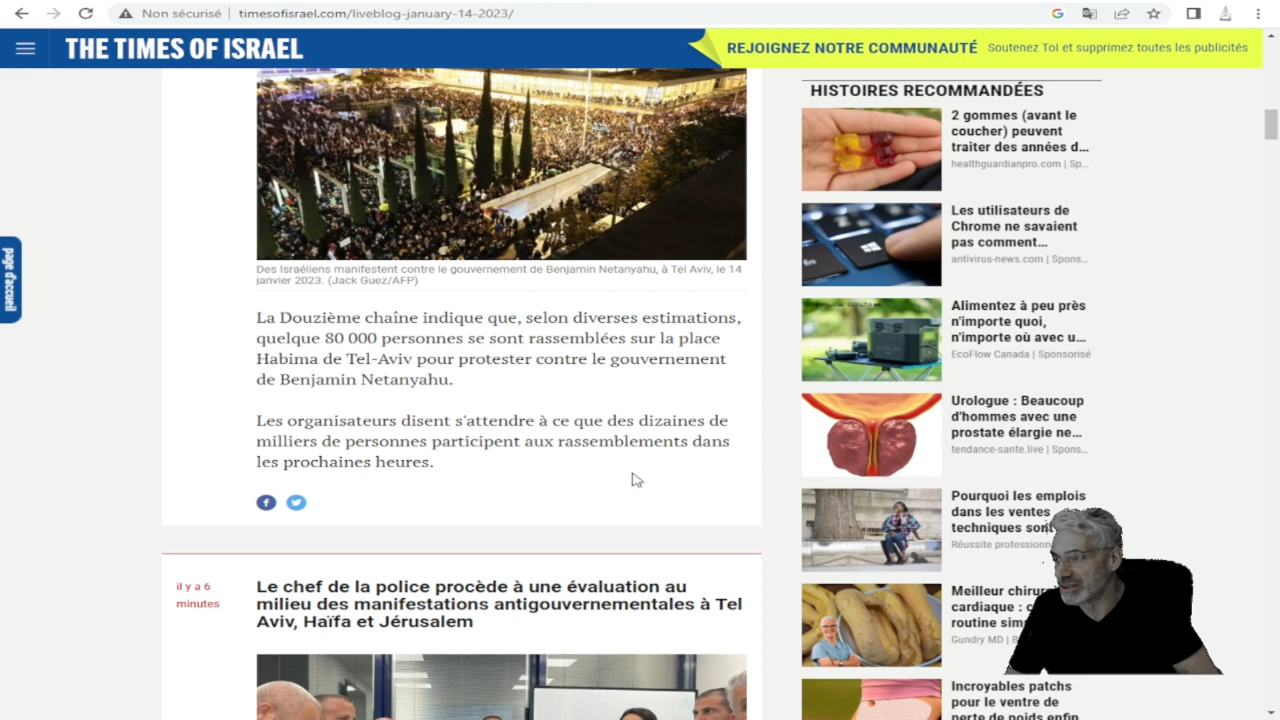 Non sécurisé timesofisrael.com/liveblog-january-14-2023/
THE TIMES OF ISRAEL
REJOIGNEZ NOTRE COMMUNAUTÉ Soutenez ToI et supprimez toutes les publicités
page d'accueil
Des Israéliens manifestent contre le gouvernement de Benjamin Netanyahu, à Tel Aviv, le 14
janvier 2023. (Jack Guez/AFP)
La Douzième chaîne indique que, selon diverses estimations,
quelque 80 000 personnes se sont rassemblées sur la place
Habima de Tel-Aviv pour protester contre le gouvernement
de Benjamin Netanyahu.
Les organisateurs disent s'attendre à ce que des dizaines de
milliers de personnes participent aux rassemblements dans
les prochaines heures.
il y a 6
minutes
Le chef de la police procède à une évaluation au
milieu des manifestations antigouvernementales à Tel
Aviv, Haïfa et Jérusalem
HISTOIRES RECOMMANDÉES
2 gommes (avant le
coucher) peuvent
traiter des années d...
healthguardianpro.com | Sp...
Les utilisateurs de
Chrome ne savaient
pas comment...
antivirus-news.com | Spons...
Alimentez à peu près
n'importe quoi,
n'importe où avec u...
EcoFlow Canada | Sponsorisé
Urologue : Beaucoup
d'hommes avec une
prostate élargie ne...
tendance-sante.live | Spons...
Pourquoi les emplois
dans les ventes
techniques sont
Réussite professionn
Meilleur chirur
cardiaque : c
routine sim
Gundry MD | B
Incroyables patchs
pour le ventre de
perte de poids enfin